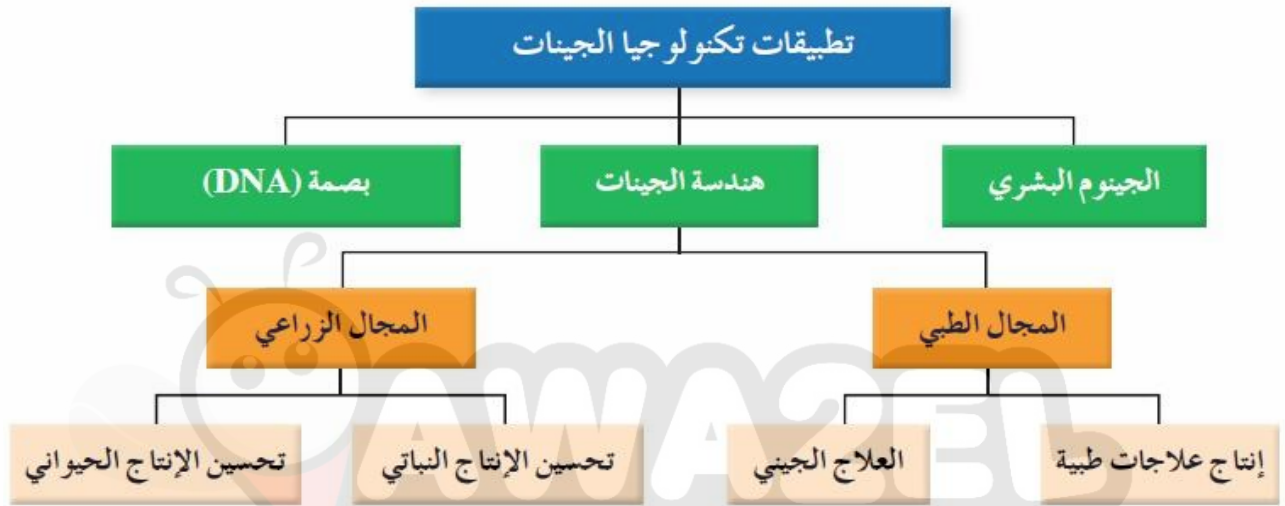 تطبيقات تكنولوجيا الجينات
الجينوم البشري
هندسة الجينات
بصمة (DNA)
المجال الطبي
المجال الزراعي
إنتاج علاجات طبية
العلاج الجيني
تحسين الإنتاج النباتي
تحسين الإنتاج الحيواني
AWA2EL